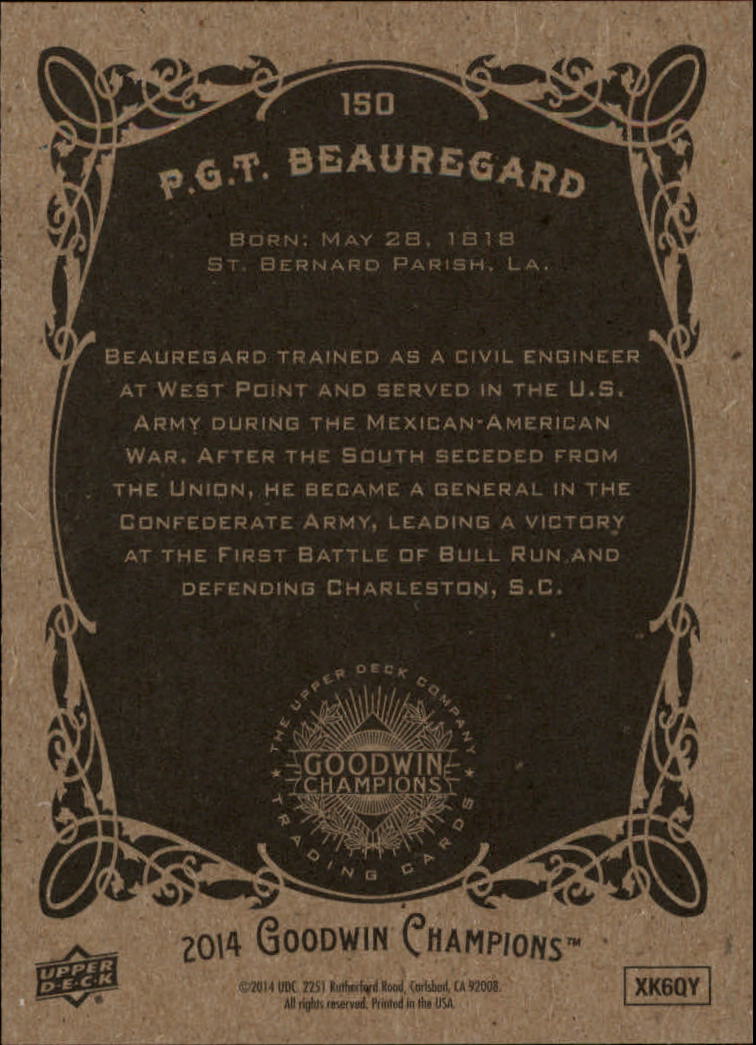 150
P.G.T. BEAUREGARD
BORN: MAY 28, 1818
ST. BERNARD PARISH, LA.
BEAUREGARD TRAINED AS A CIVIL ENGINEER
AT WEST POINT AND SERVED IN THE U.S.
ARMY DURING THE MEXICAN-AMERICAN
WAR. AFTER THE SOUTH SECEDED FROM
THE UNION, HE BECAME A GENERAL IN THE
CONFEDERATE ARMY, LEADING A VICTORY
AT THE FIRST BATTLE OF BULL RUN AND
DEFENDING CHARLESTON, S.C.
THE UPPER DECK COMPANY
GOODWIN
CHAMPIONS
TRADING CARDS
2014 GOODWIN CHAMPIONS™
UPPER
D·E·C·K®
©2014 UDC. 2251 Rutherford Road, Carlsbad, CA 92008.
All rights reserved. Printed in the USA.
XK6QY